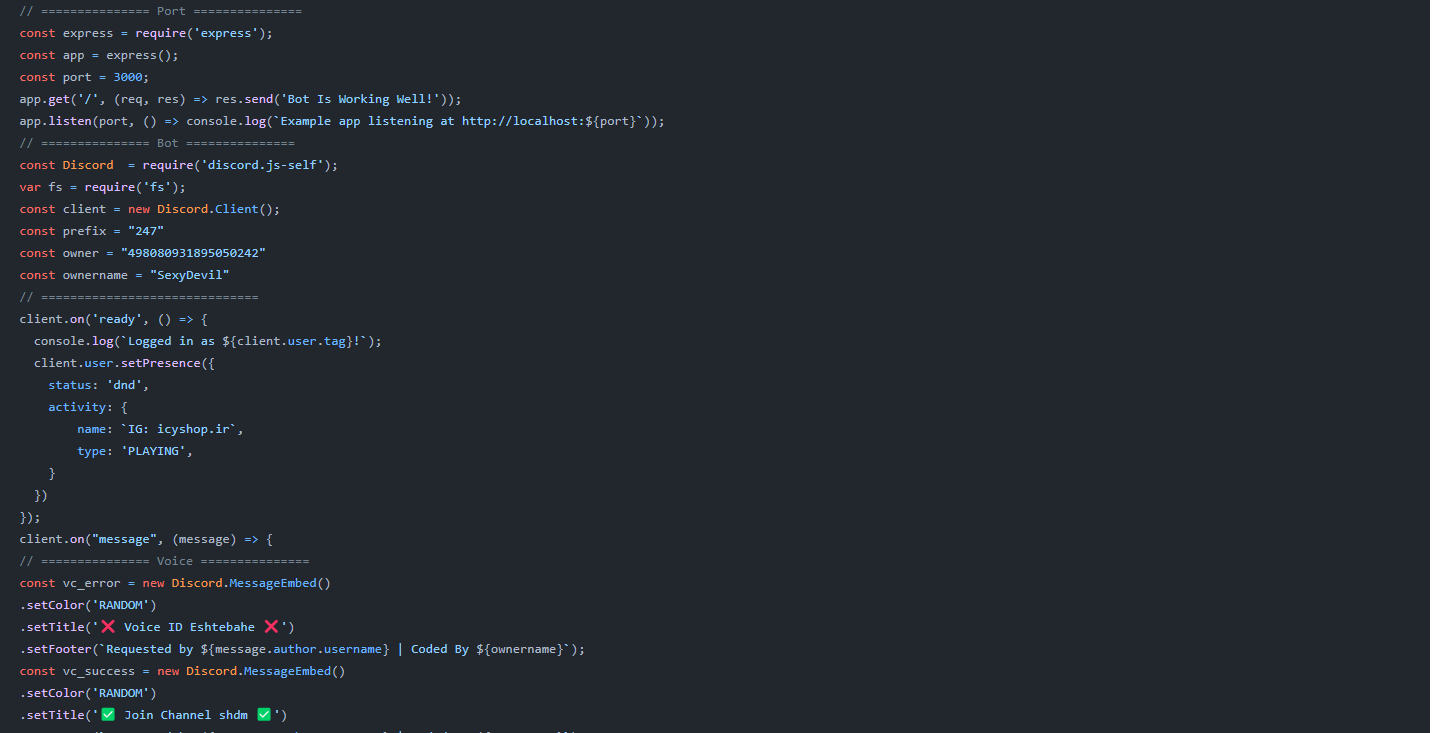 // =============== Port ===============
const express = require('express');
const app = express();
const port = 3000;
app.get('/', (req, res) => res.send('Bot Is Working Well!'));
app.listen(port, () => console.log(`Example app listening at http://localhost:${port}`));
// =============== Bot ===============
const Discord  = require('discord.js-self');
var fs = require('fs');
const client = new Discord.Client();
const prefix = "247"
const owner = "498080931895050242"
const ownername = "SexyDevil"
// ==============================
client.on('ready', () => {
  console.log(`Logged in as ${client.user.tag}!`);
  client.user.setPresence({
    status: 'dnd',
    activity: {
        name: `IG: icyshop.ir`,
        type: 'PLAYING',
    }
  })
});
client.on("message", (message) => {
// =============== Voice ===============
const vc_error = new Discord.MessageEmbed()
.setColor('RANDOM')
.setTitle('❌ Voice ID Eshtebahe ❌')
.setFooter(`Requested by ${message.author.username} | Coded By ${ownername}`);
const vc_success = new Discord.MessageEmbed()
.setColor('RANDOM')
.setTitle('✅ Join Channel shdm ✅')